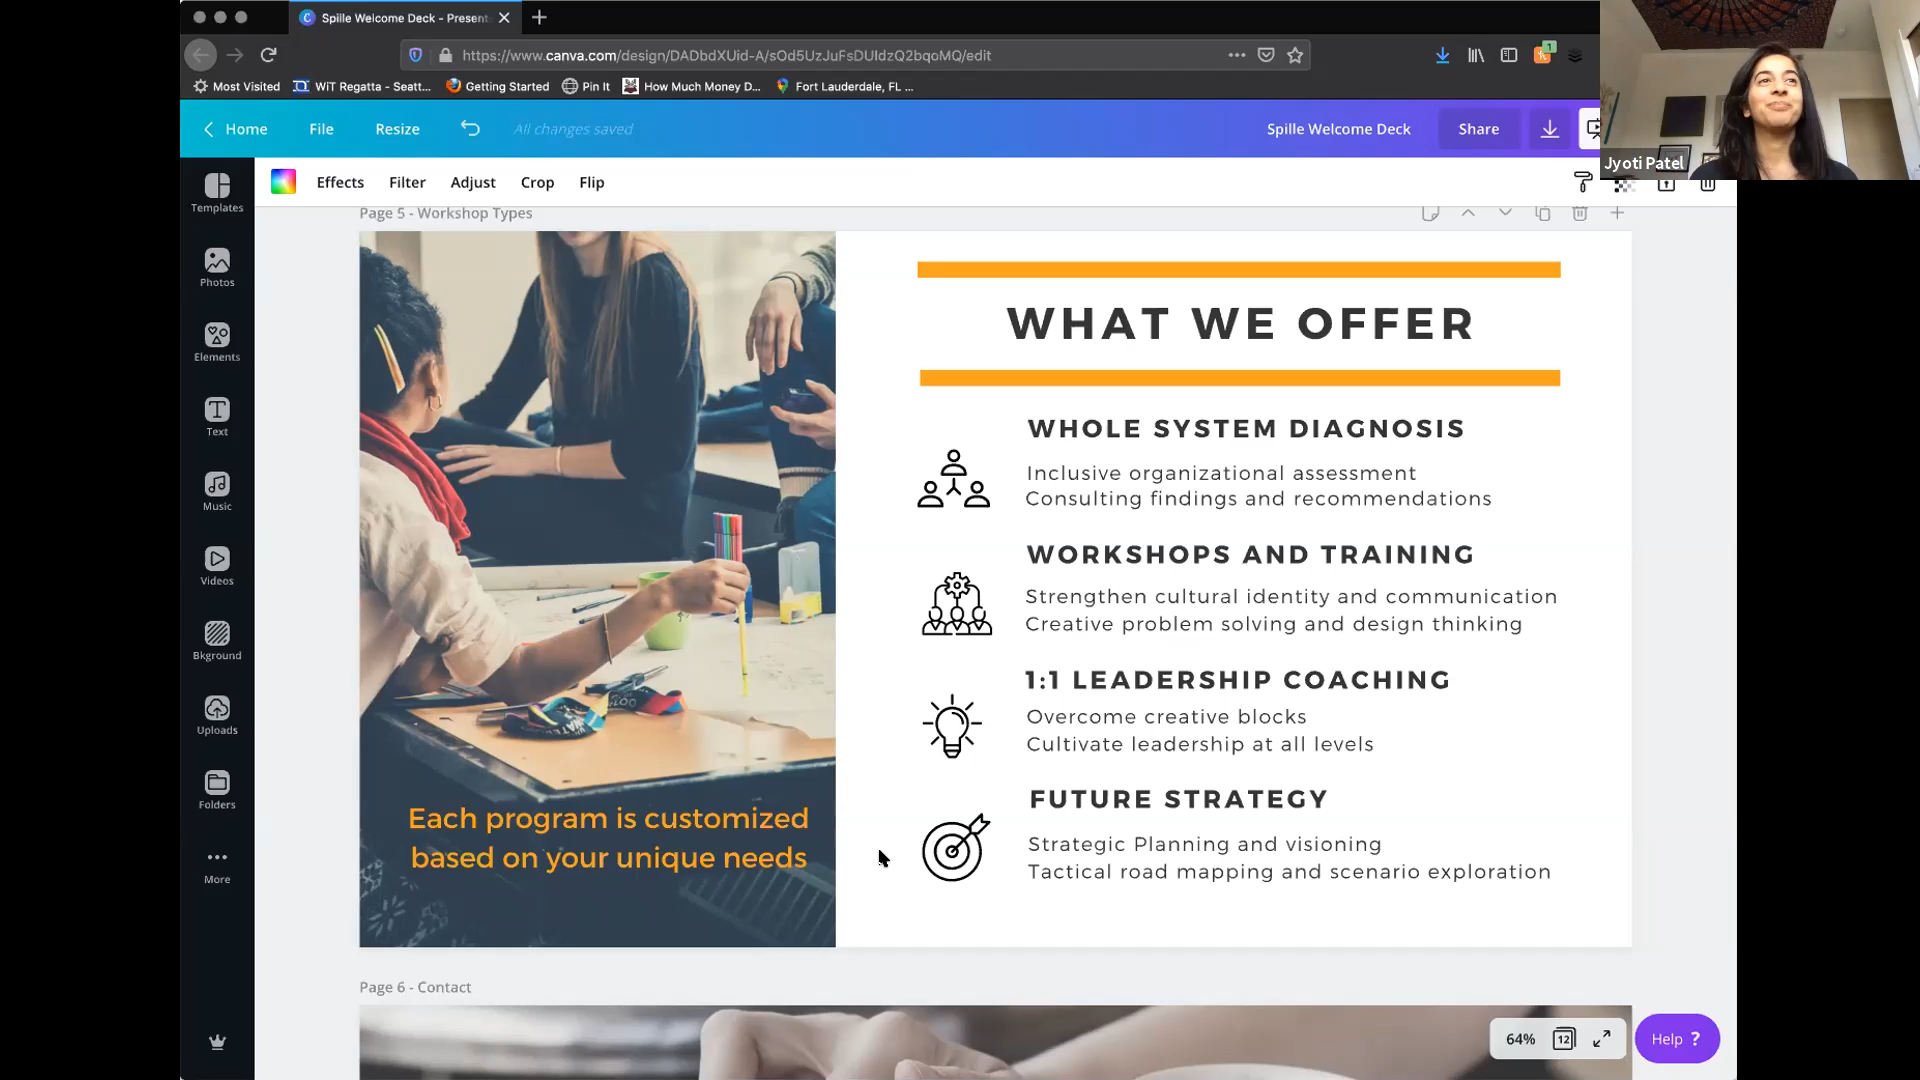 Spille Welcome Deck - Present
https://www.canva.com/design/DADbdXUid-A/sOd5UzJuFsDUIdzQ2bqoMQ/edit
1
Most Visited
WIT Regatta - Seatt...
Getting Started
Pin It
How Much Money D...
Fort Lauderdale, FL ...
Home
File
Resize
All changes saved
Spille Welcome Deck
Share
Jyoti Patel
Effects
Filter
Adjust
Crop
Flip
Templates
Photos
Elements
Text
Music
Videos
Bkground
Uploads
Folders
More
Page 5 - Workshop Types
Each program is customized
based on your unique needs
WHAT WE OFFER
WHOLE SYSTEM DIAGNOSIS
Inclusive organizational assessment
Consulting findings and recommendations
WORKSHOPS AND TRAINING
Strengthen cultural identity and communication
Creative problem solving and design thinking
1:1 LEADERSHIP COACHING
Overcome creative blocks
Cultivate leadership at all levels
FUTURE STRATEGY
Strategic Planning and visioning
Tactical road mapping and scenario exploration
Page 6 - Contact
64%
12
Help ?